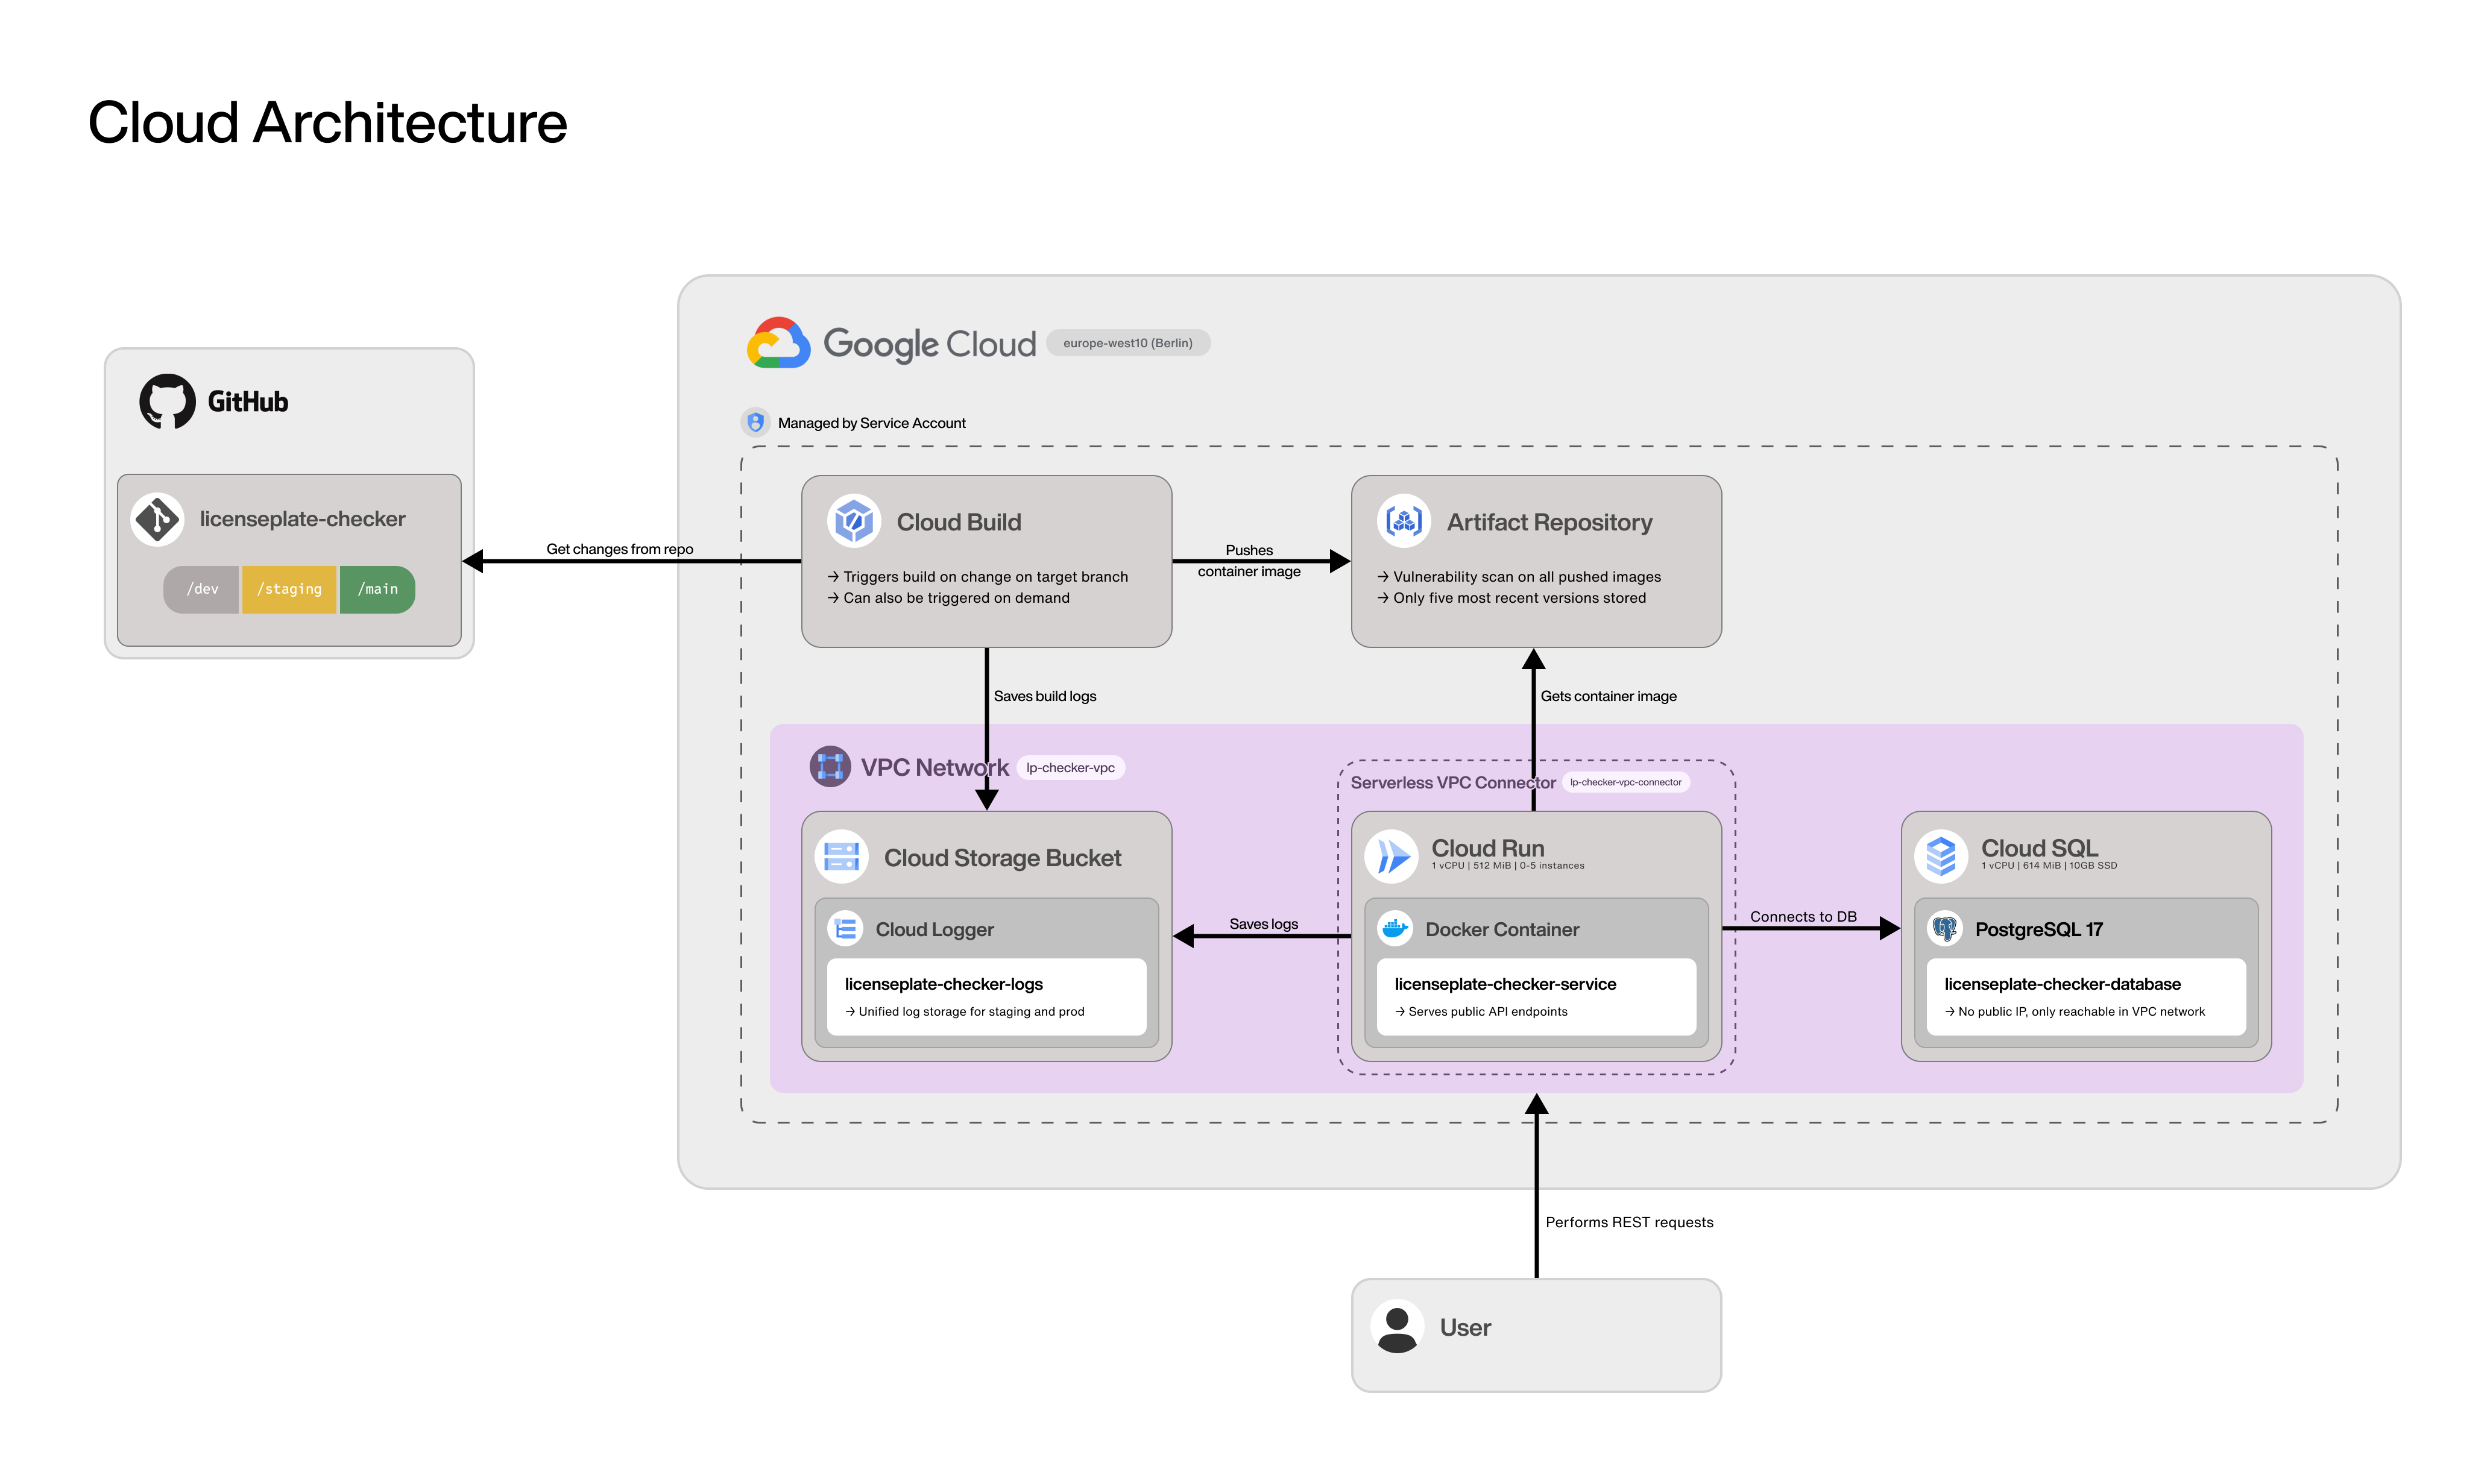 Cloud Architecture
GitHub
licenseplate-checker
/dev
/staging
/main
Get changes from repo
Google Cloud
europe-west10 (Berlin)
Managed by Service Account
Cloud Build
→ Triggers build on change on target branch
→ Can also be triggered on demand
Pushes
container image
Artifact Repository
→ Vulnerability scan on all pushed images
→ Only five most recent versions stored
Saves build logs
Gets container image
VPC Network
lp-checker-vpc
Serverless VPC Connector
lp-checker-vpc-connector
Cloud Storage Bucket
Cloud Logger
licenseplate-checker-logs
→ Unified log storage for staging and prod
Saves logs
Cloud Run
1 vCPU | 512 MiB | 0-5 instances
Docker Container
licenseplate-checker-service
→ Serves public API endpoints
Connects to DB
Cloud SQL
1 vCPU | 614 MiB | 10GB SSD
PostgreSQL 17
licenseplate-checker-database
→ No public IP, only reachable in VPC network
Performs REST requests
User